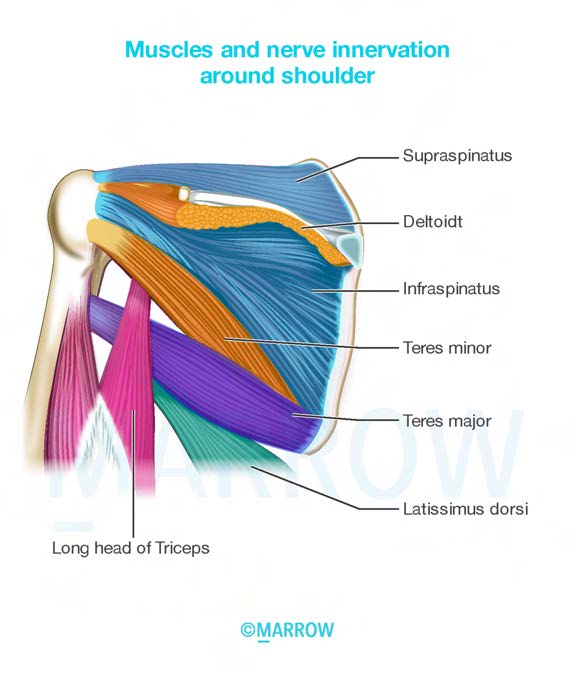 Muscles and nerve innervation
around shoulder
Supraspinatus
Deltoidt
Infraspinatus
Teres minor
Teres major
Latissimus dorsi
Long head of Triceps
MARROW
©MARROW